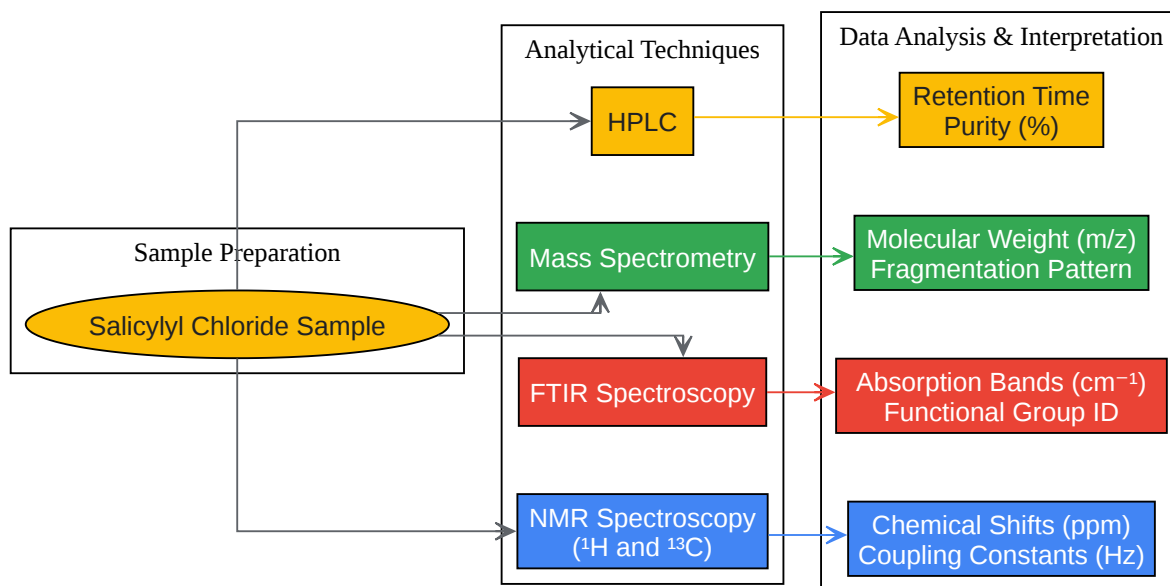 Sample Preparation
Salicylyl Chloride Sample
Analytical Techniques
HPLC
Mass Spectrometry
FTIR Spectroscopy
NMR Spectroscopy
(¹H and ¹³C)
Data Analysis & Interpretation
Retention Time
Purity (%)
Molecular Weight (m/z)
Fragmentation Pattern
Absorption Bands (cm⁻¹)
Functional Group ID
Chemical Shifts (ppm)
Coupling Constants (Hz)